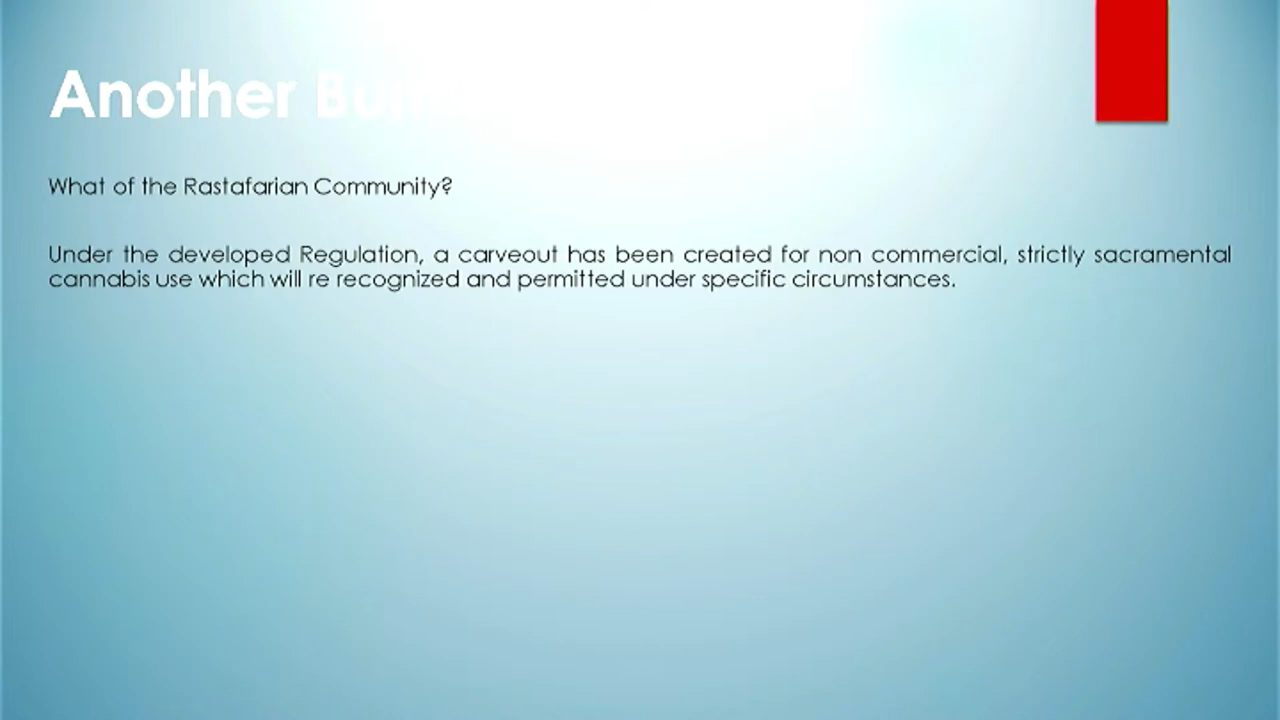 Another
What of the Rastafarian Community?
Under the developed Regulation, a carveout has been created for non commercial, strictly sacramental
cannabis use which will re recognized and permitted under specific circumstances.